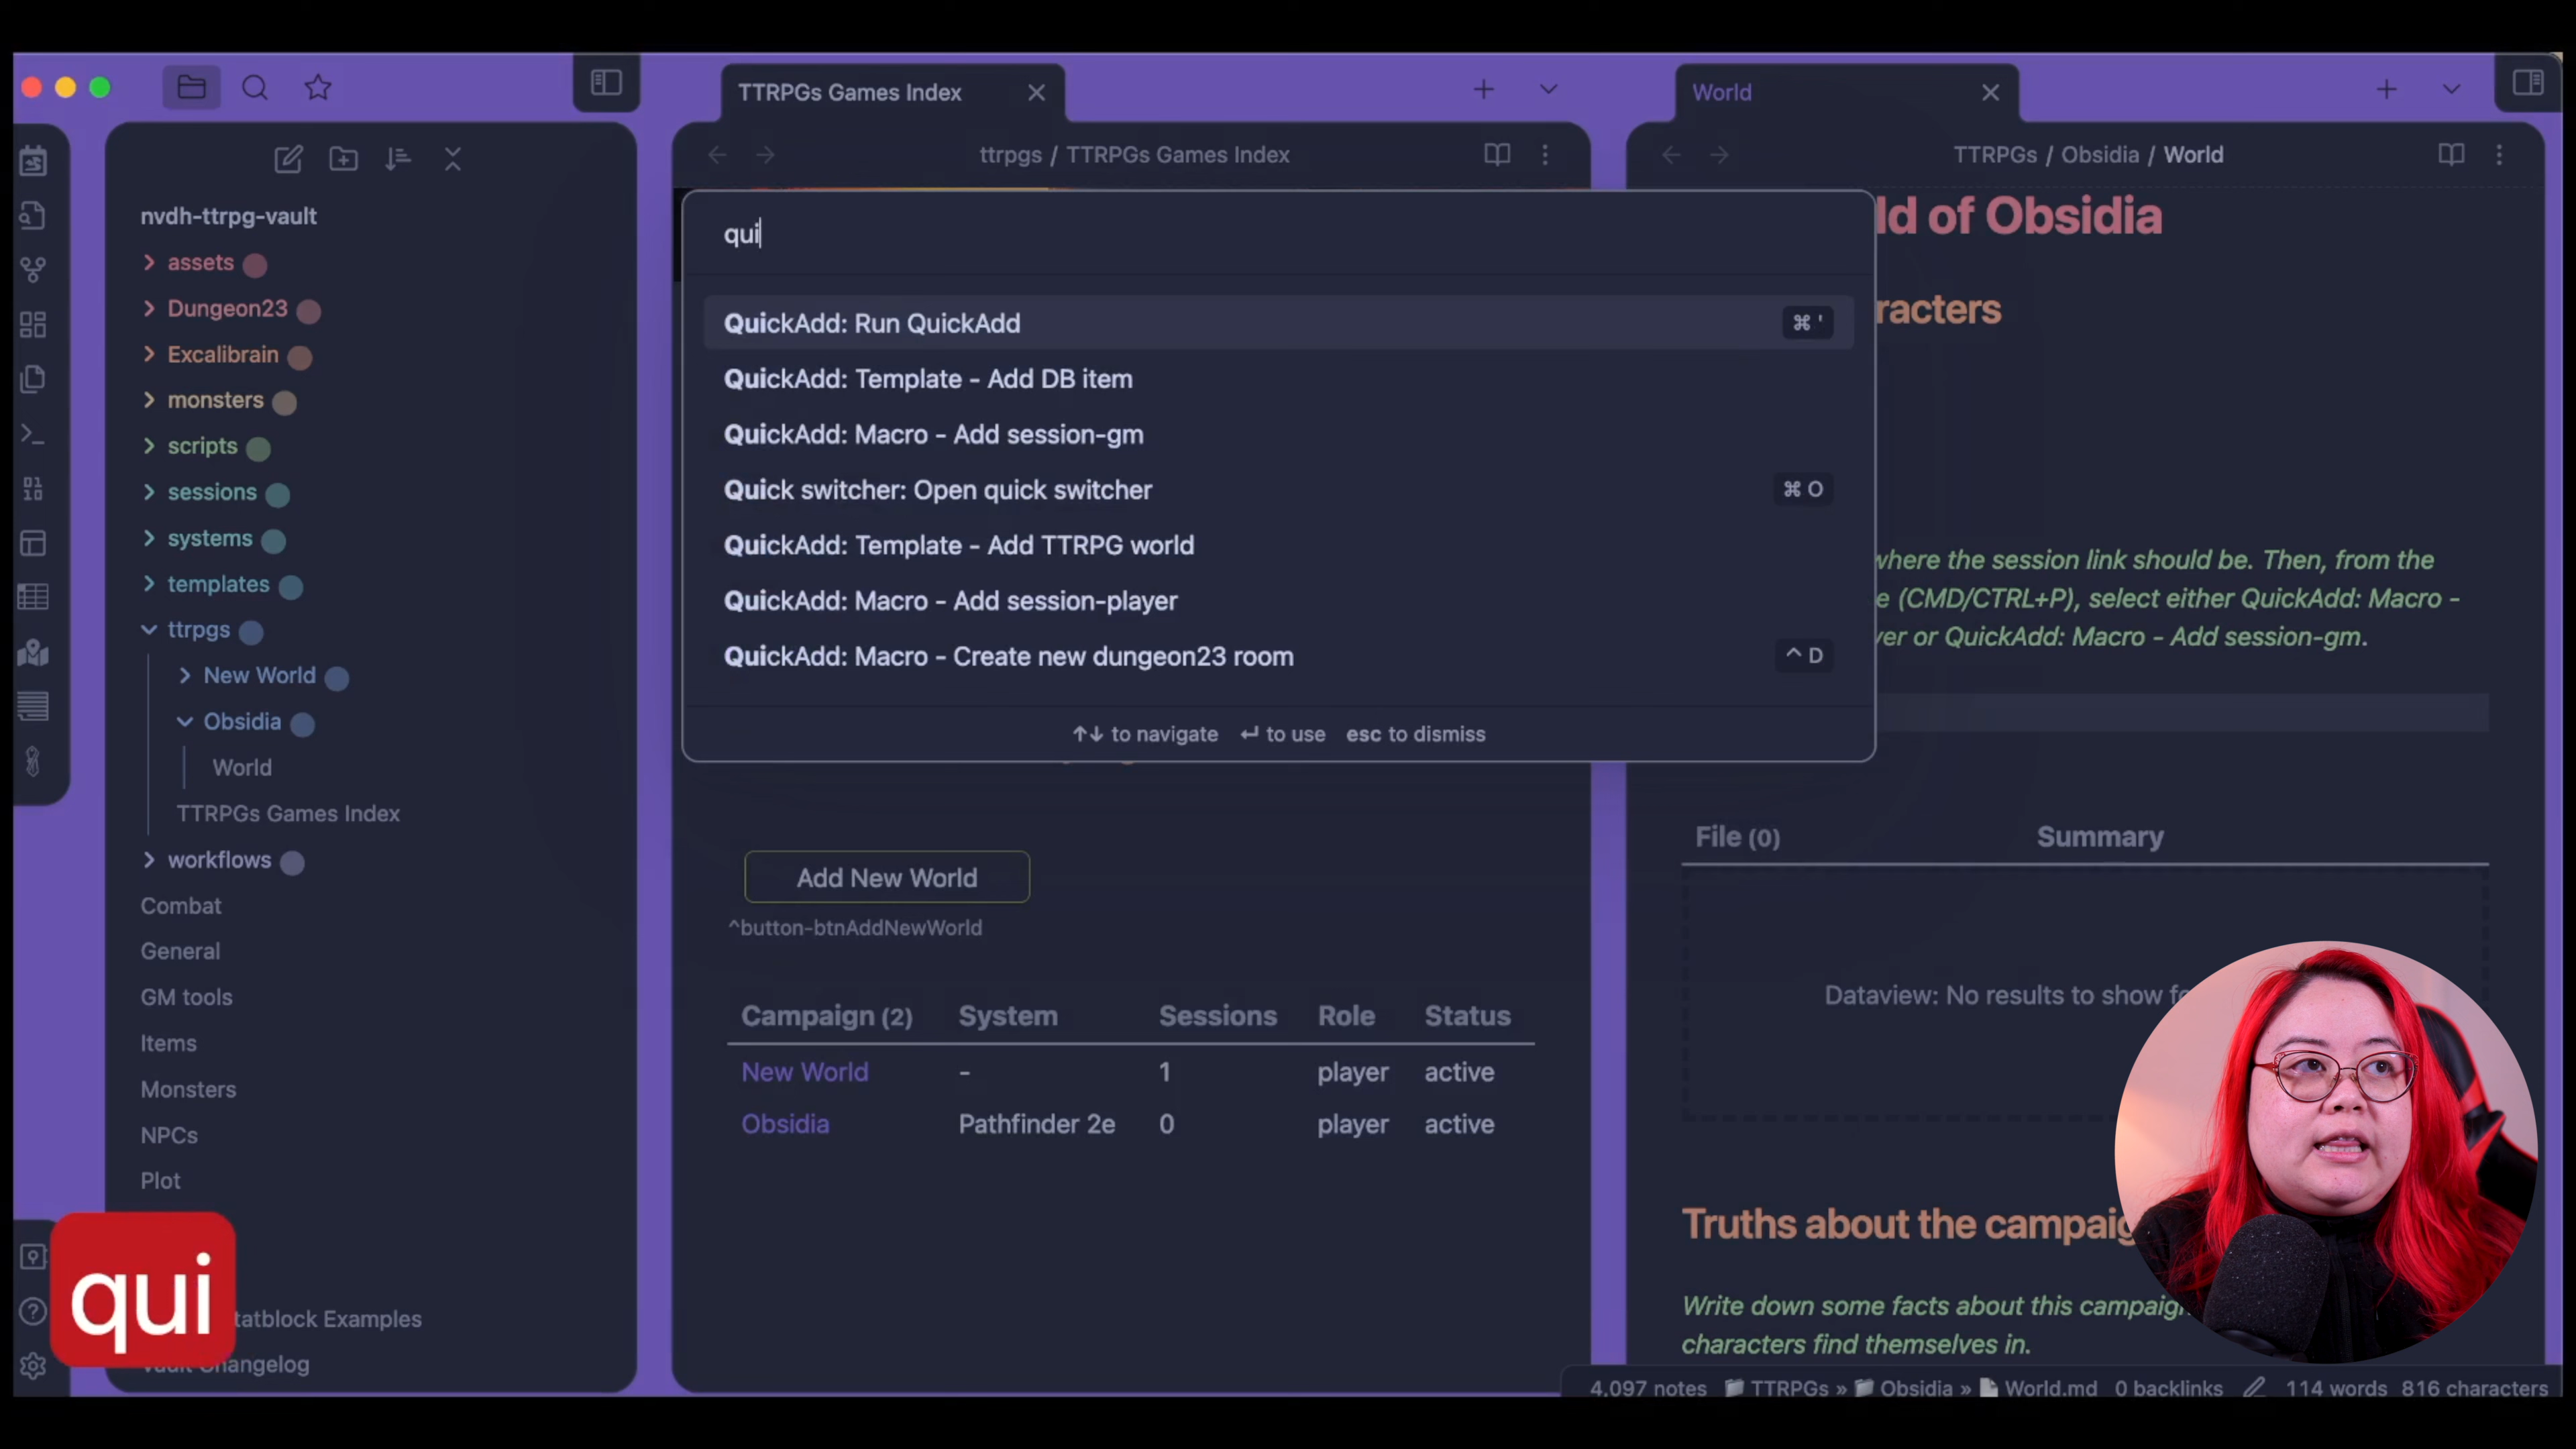 TTRPGs Games Index
World
ttrpgs / TTRPGs Games Index
TTRPGs / Obsidia / World
nvdh-ttrpg-vault
assets
Dungeon23
Excalibrain
monsters
scripts
sessions
systems
templates
ttrpgs
New World
Obsidia
World
TTRPGs Games Index
workflows
Combat
General
GM tools
Items
Monsters
NPCs
Plot
tatblock Examples
Vault Changelog
qui
qui
QuickAdd: Run QuickAdd ⌘ '
QuickAdd: Template - Add DB item
QuickAdd: Macro - Add session-gm
Quick switcher: Open quick switcher ⌘ O
QuickAdd: Template - Add TTRPG world
QuickAdd: Macro - Add session-player
QuickAdd: Macro - Create new dungeon23 room ^ D
↑↓ to navigate ↵ to use esc to dismiss
Add New World
^button-btnAddNewWorld
Campaign (2) System Sessions Role Status
New World - 1 player active
Obsidia Pathfinder 2e 0 player active
ld of Obsidia
racters
where the session link should be. Then, from the
e (CMD/CTRL+P), select either QuickAdd: Macro -
yer or QuickAdd: Macro - Add session-gm.
File (0) Summary
Dataview: No results to show fo
Truths about the campaig
Write down some facts about this campaign
characters find themselves in.
4,097 notes TTRPGs » Obsidia » World.md 0 backlinks 114 words 816 characters